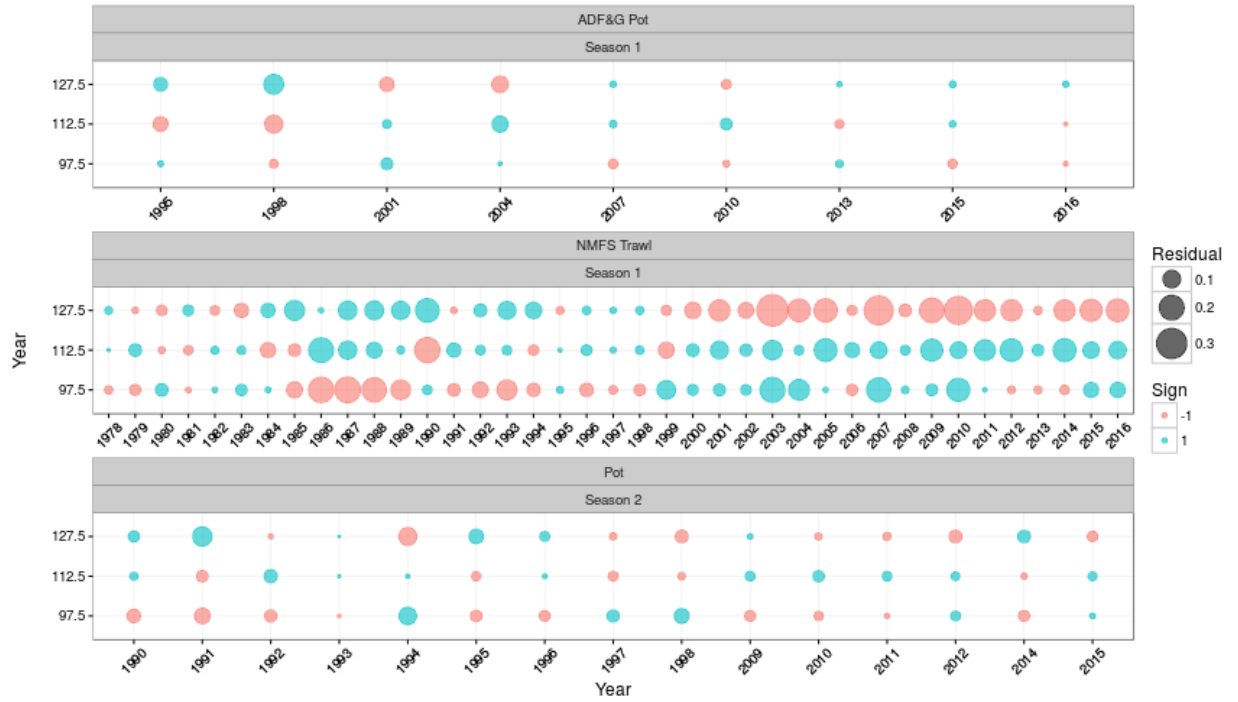 ADF&G Pot
Season 1
127.5
112.5
97.5
1995 1998 2001 2004 2007 2010 2013 2015 2016
NMFS Trawl
Season 1
127.5
112.5
97.5
1978 1979 1980 1981 1982 1983 1984 1985 1986 1987 1988 1989 1990 1991 1992 1993 1994 1995 1996 1997 1998 1999 2000 2001 2002 2003 2004 2005 2006 2007 2008 2009 2010 2011 2012 2013 2014 2015 2016
Pot
Season 2
127.5
112.5
97.5
1990 1991 1992 1993 1994 1995 1996 1997 1998 2009 2010 2011 2012 2014 2015
Year
Year
Residual
0.1
0.2
0.3
Sign
-1
1